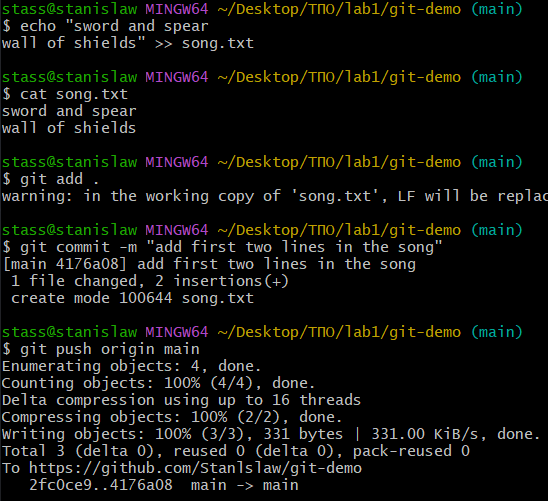 stass@stanislaw MINGW64 ~/Desktop/ТПО/lab1/git-demo (main)
$ echo "sword and spear
wall of shields" >> song.txt
stass@stanislaw MINGW64 ~/Desktop/ТПО/lab1/git-demo (main)
$ cat song.txt
sword and spear
wall of shields
stass@stanislaw MINGW64 ~/Desktop/ТПО/lab1/git-demo (main)
$ git add .
warning: in the working copy of 'song.txt', LF will be replac
stass@stanislaw MINGW64 ~/Desktop/ТПО/lab1/git-demo (main)
$ git commit -m "add first two lines in the song"
[main 4176a08] add first two lines in the song
 1 file changed, 2 insertions(+)
 create mode 100644 song.txt
stass@stanislaw MINGW64 ~/Desktop/ТПО/lab1/git-demo (main)
$ git push origin main
Enumerating objects: 4, done.
Counting objects: 100% (4/4), done.
Delta compression using up to 16 threads
Compressing objects: 100% (2/2), done.
Writing objects: 100% (3/3), 331 bytes | 331.00 KiB/s, done.
Total 3 (delta 0), reused 0 (delta 0), pack-reused 0
To https://github.com/Stanlslaw/git-demo
   2fc0ce9..4176a08  main -> main